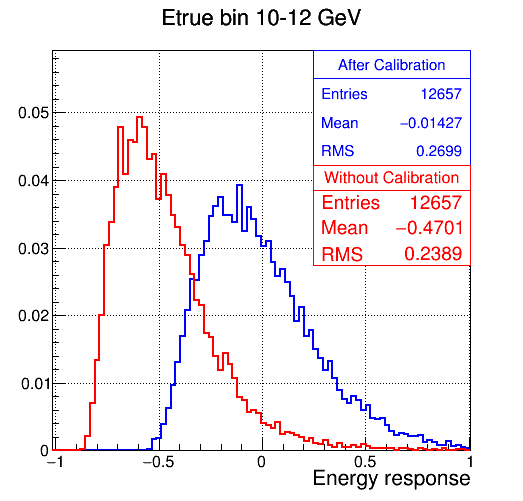 Etrue bin 10-12 GeV
After Calibration
Entries 12657
Mean −0.01427
RMS 0.2699
Without Calibration
Entries 12657
Mean −0.4701
RMS 0.2389
0.05
0.04
0.03
0.02
0.01
0
−1 −0.5 0 0.5 1
Energy response